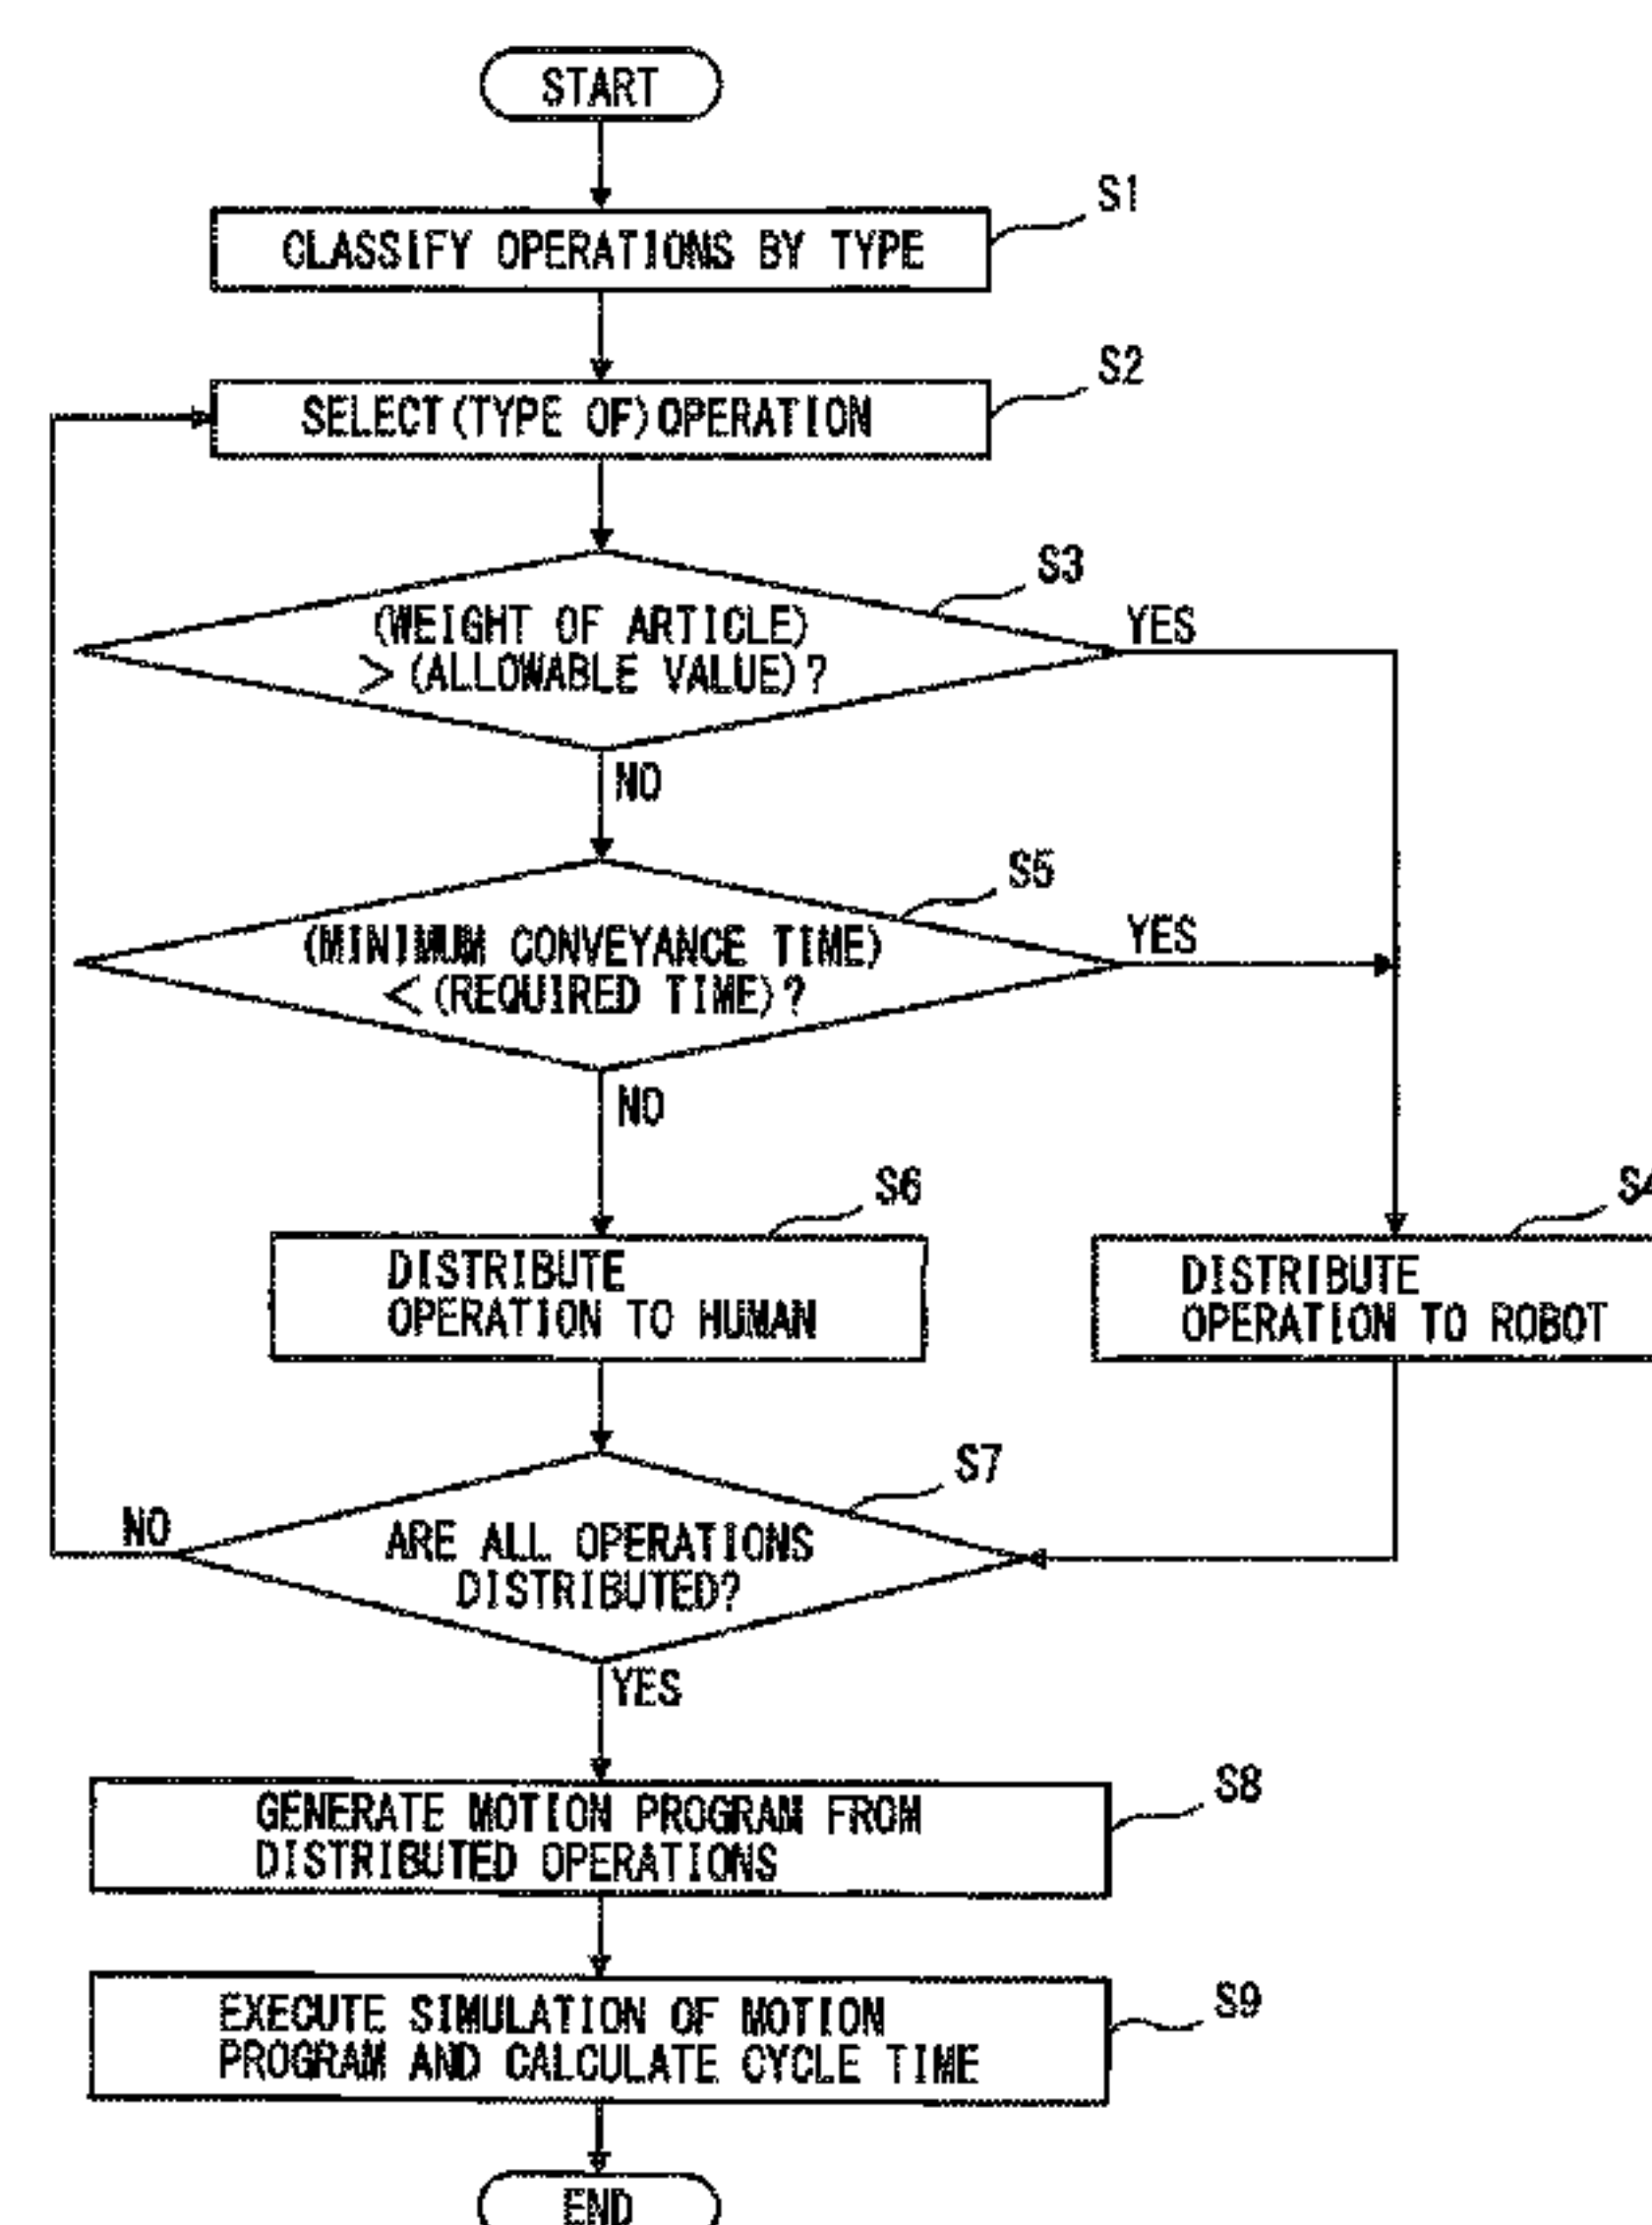 START
S1
CLASSIFY OPERATIONS BY TYPE
S2
SELECT(TYPE OF)OPERATION
S3
(WEIGHT OF ARTICLE)
>(ALLOWABLE VALUE)?
YES
NO
S5
(MINIMUM CONVEYANCE TIME)
<(REQUIRED TIME)?
YES
NO
S6
DISTRIBUTE
OPERATION TO HUMAN
S4
DISTRIBUTE
OPERATION TO ROBOT
S7
NO
ARE ALL OPERATIONS
DISTRIBUTED?
YES
S8
GENERATE MOTION PROGRAM FROM
DISTRIBUTED OPERATIONS
S9
EXECUTE SIMULATION OF MOTION
PROGRAM AND CALCULATE CYCLE TIME
END